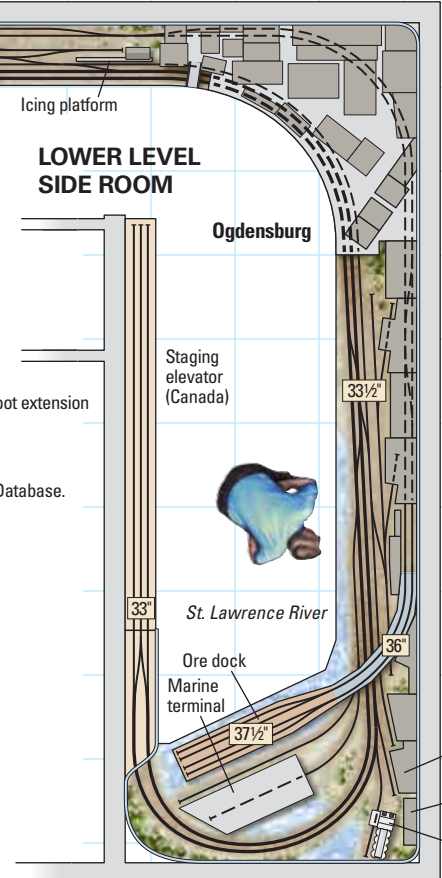 Icing platform
LOWER LEVEL
SIDE ROOM
Ogdensburg
Staging
elevator
(Canada)
33½"
oot extension
Database.
33"
St. Lawrence River
36"
Ore dock
Marine
terminal
37½"